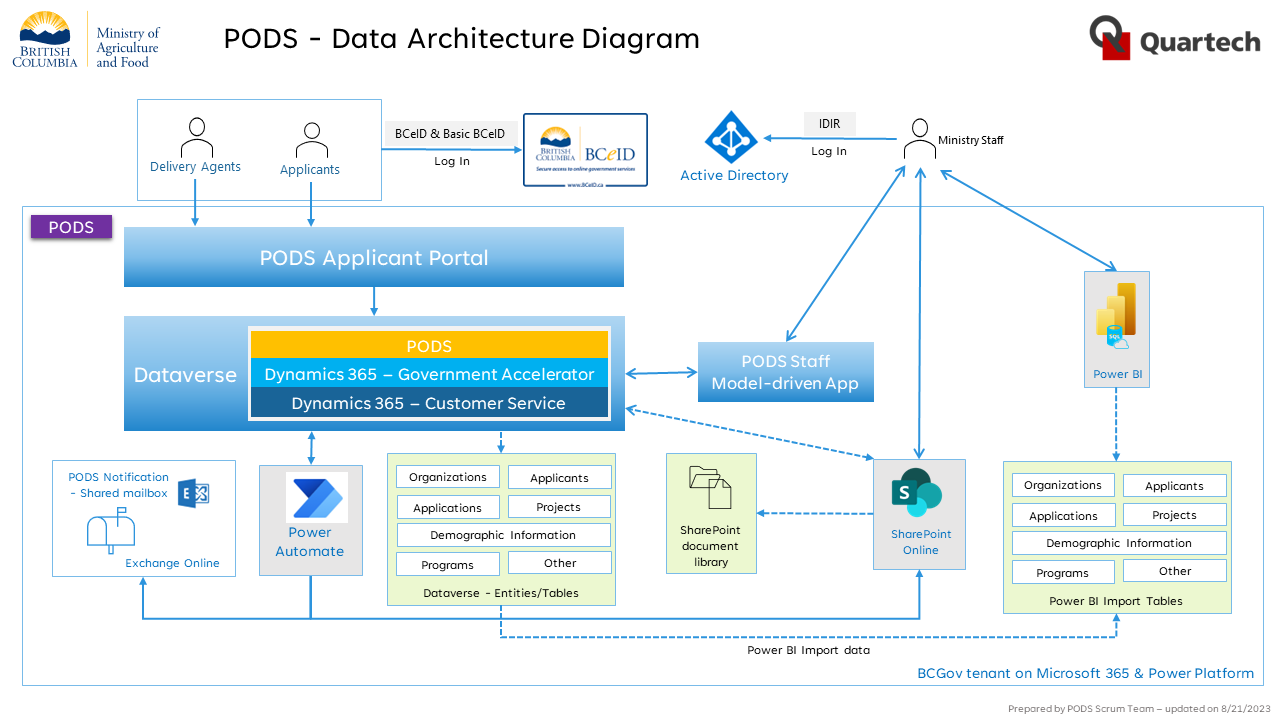 BRITISH
COLUMBIA
Ministry of
Agriculture
and Food
PODS - Data Architecture Diagram
Quartech
Delivery Agents
Applicants
BCeID & Basic BCeID
Log In
BRITISH
COLUMBIA
BCeID
Secure access to online government services
www.BCeID.ca
Active Directory
IDIR
Log In
Ministry Staff
PODS
PODS Applicant Portal
Dataverse
PODS
Dynamics 365 – Government Accelerator
Dynamics 365 – Customer Service
PODS Staff
Model-driven App
SQL
Power BI
PODS Notification
- Shared mailbox
E
Exchange Online
Power
Automate
Organizations
Applicants
Applications
Projects
Demographic Information
Programs
Other
Dataverse - Entities/Tables
SharePoint
document
library
S
SharePoint
Online
Organizations
Applicants
Applications
Projects
Demographic Information
Programs
Other
Power BI Import Tables
Power BI Import data
BCGov tenant on Microsoft 365 & Power Platform
Prepared by PODS Scrum Team – updated on 8/21/2023